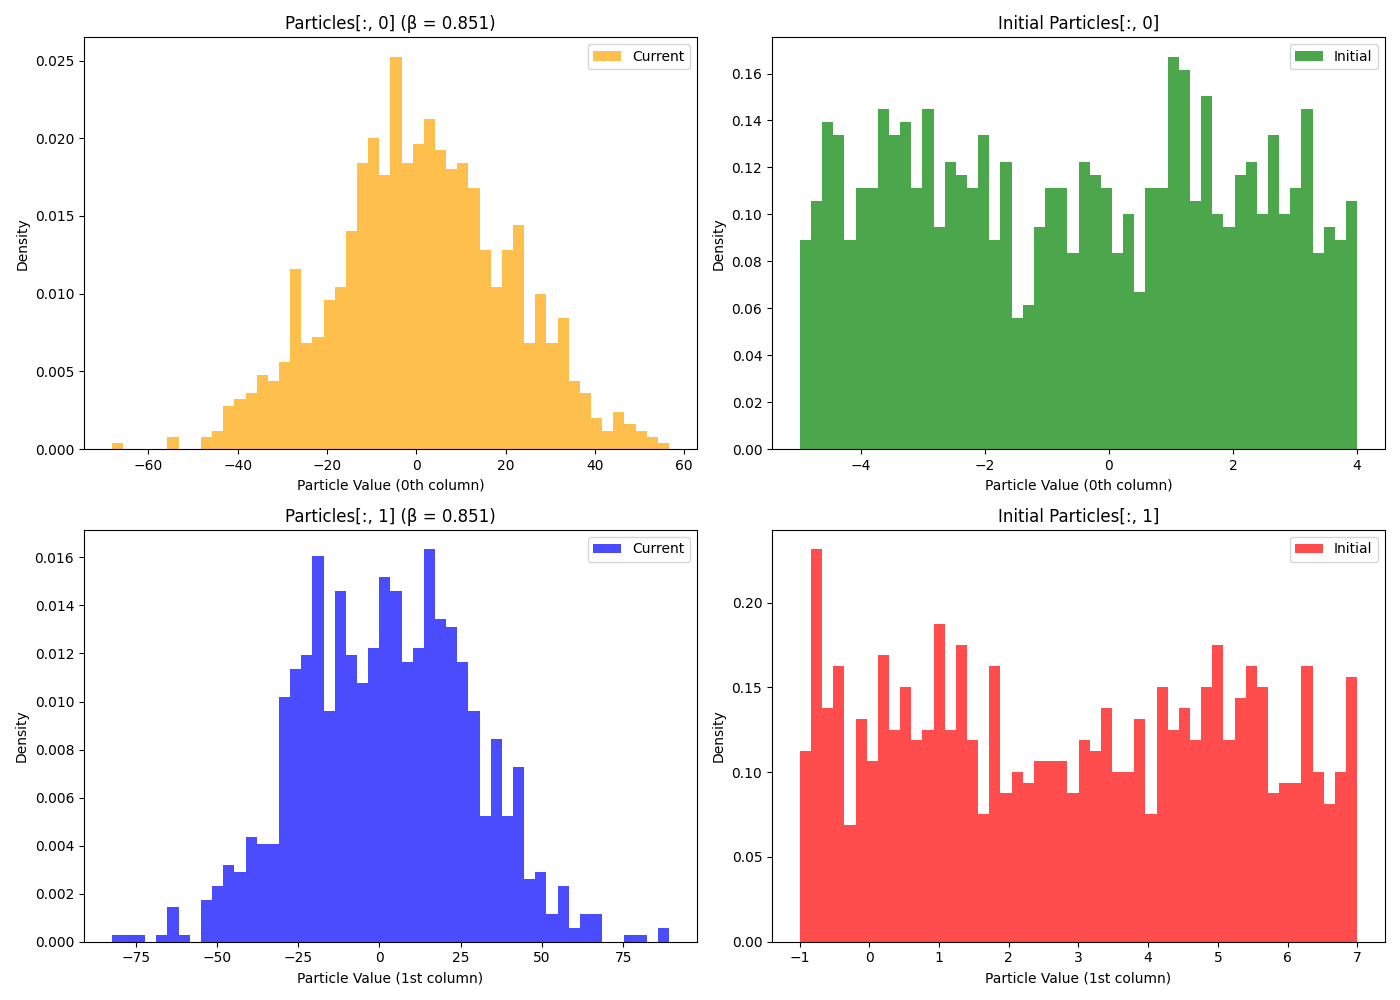 Particles[:, 0] (β = 0.851)
Current
0.025
0.020
0.015
0.010
0.005
0.000
Density
−60 −40 −20 0 20 40 60
Particle Value (0th column)
Initial Particles[:, 0]
Initial
0.16
0.14
0.12
0.10
0.08
0.06
0.04
0.02
0.00
Density
−4 −2 0 2 4
Particle Value (0th column)
Particles[:, 1] (β = 0.851)
Current
0.016
0.014
0.012
0.010
0.008
0.006
0.004
0.002
0.000
Density
−75 −50 −25 0 25 50 75
Particle Value (1st column)
Initial Particles[:, 1]
Initial
0.20
0.15
0.10
0.05
0.00
Density
−1 0 1 2 3 4 5 6 7
Particle Value (1st column)